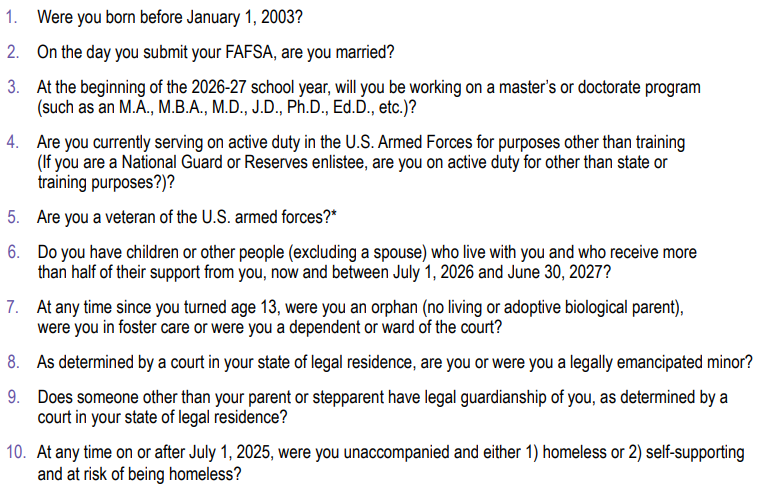 1. Were you born before January 1, 2003?
2. On the day you submit your FAFSA, are you married?
3. At the beginning of the 2026-27 school year, will you be working on a master’s or doctorate program
(such as an M.A., M.B.A., M.D., J.D., Ph.D., Ed.D., etc.)?
4. Are you currently serving on active duty in the U.S. Armed Forces for purposes other than training
(If you are a National Guard or Reserves enlistee, are you on active duty for other than state or
training purposes?)?
5. Are you a veteran of the U.S. armed forces?*
6. Do you have children or other people (excluding a spouse) who live with you and who receive more
than half of their support from you, now and between July 1, 2026 and June 30, 2027?
7. At any time since you turned age 13, were you an orphan (no living or adoptive biological parent),
were you in foster care or were you a dependent or ward of the court?
8. As determined by a court in your state of legal residence, are you or were you a legally emancipated minor?
9. Does someone other than your parent or stepparent have legal guardianship of you, as determined by a
court in your state of legal residence?
10. At any time on or after July 1, 2025, were you unaccompanied and either 1) homeless or 2) self-supporting
and at risk of being homeless?